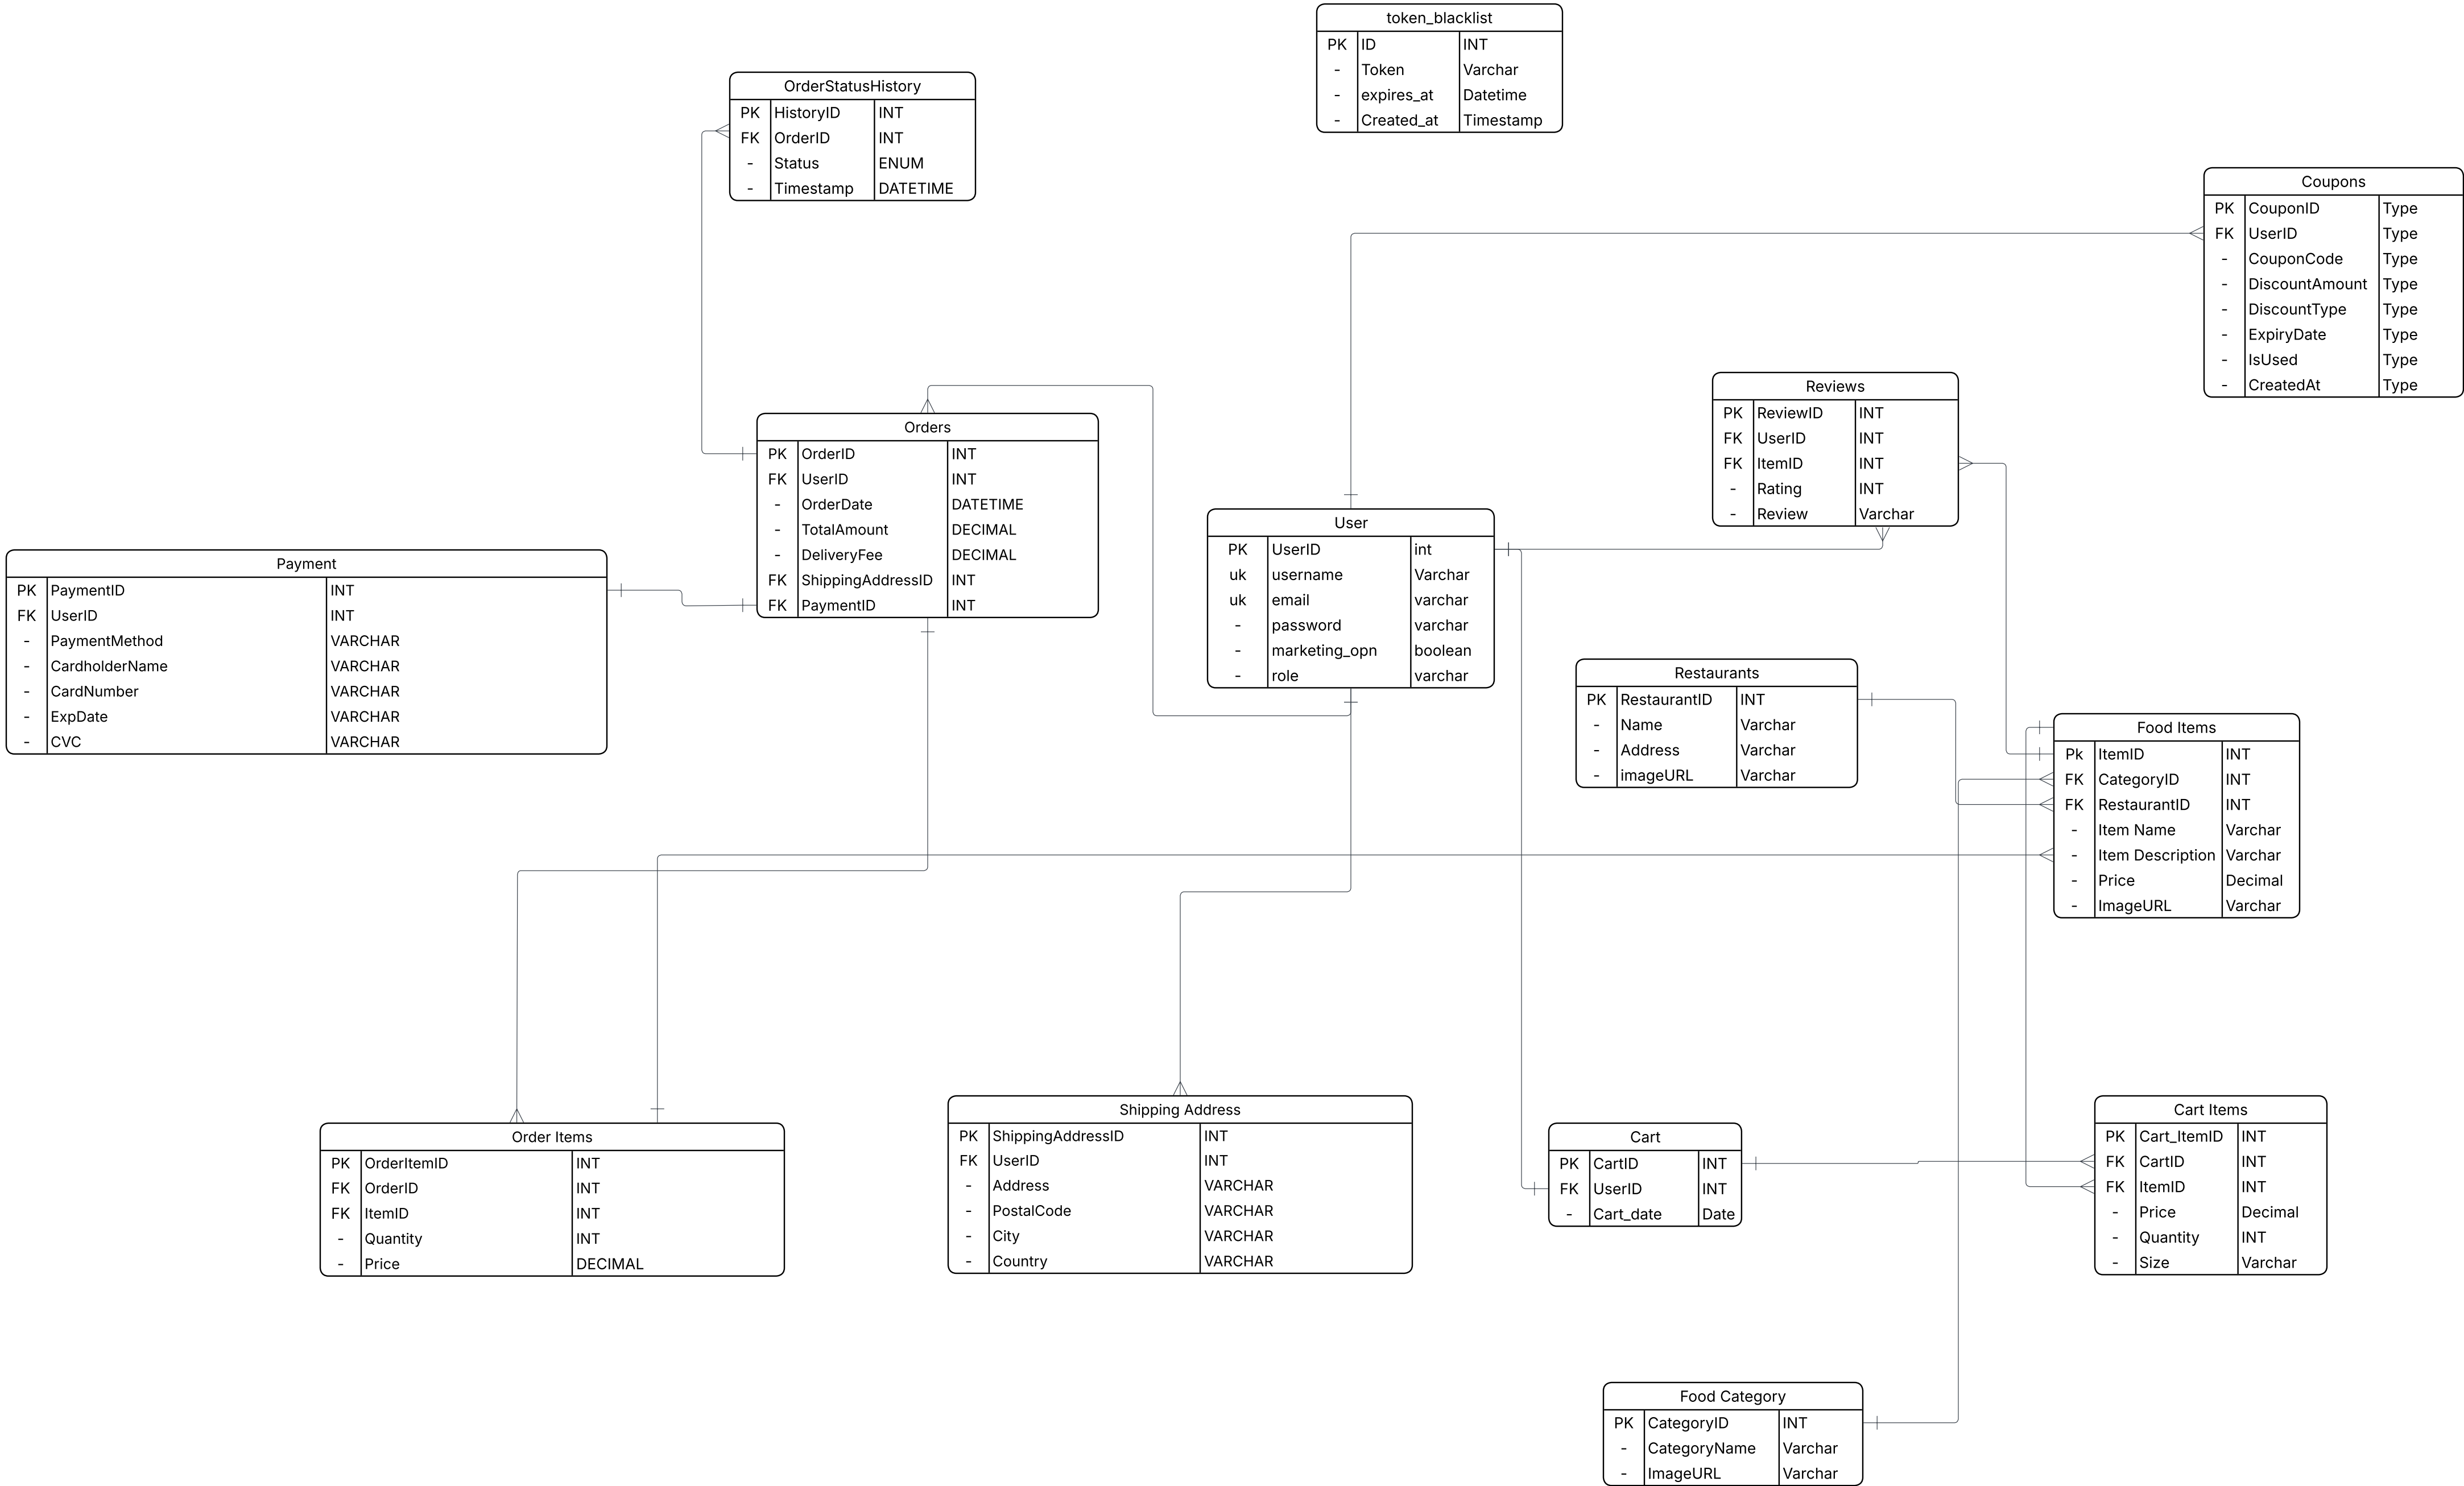 token_blacklist
PK ID INT
- Token Varchar
- expires_at Datetime
- Created_at Timestamp
OrderStatusHistory
PK HistoryID INT
FK OrderID INT
- Status ENUM
- Timestamp DATETIME
Coupons
PK CouponID Type
FK UserID Type
- CouponCode Type
- DiscountAmount Type
- DiscountType Type
- ExpiryDate Type
- IsUsed Type
- CreatedAt Type
Reviews
PK ReviewID INT
FK UserID INT
FK ItemID INT
- Rating INT
- Review Varchar
Orders
PK OrderID INT
FK UserID INT
- OrderDate DATETIME
- TotalAmount DECIMAL
- DeliveryFee DECIMAL
FK ShippingAddressID INT
FK PaymentID INT
User
PK UserID int
uk username Varchar
uk email varchar
- password varchar
- marketing_opn boolean
- role varchar
Payment
PK PaymentID INT
FK UserID INT
- PaymentMethod VARCHAR
- CardholderName VARCHAR
- CardNumber VARCHAR
- ExpDate VARCHAR
- CVC VARCHAR
Restaurants
PK RestaurantID INT
- Name Varchar
- Address Varchar
- imageURL Varchar
Food Items
Pk ItemID INT
FK CategoryID INT
FK RestaurantID INT
- Item Name Varchar
- Item Description Varchar
- Price Decimal
- ImageURL Varchar
Order Items
PK OrderItemID INT
FK OrderID INT
FK ItemID INT
- Quantity INT
- Price DECIMAL
Shipping Address
PK ShippingAddressID INT
FK UserID INT
- Address VARCHAR
- PostalCode VARCHAR
- City VARCHAR
- Country VARCHAR
Cart
PK CartID INT
FK UserID INT
- Cart_date Date
Cart Items
PK Cart_ItemID INT
FK CartID INT
FK ItemID INT
- Price Decimal
- Quantity INT
- Size Varchar
Food Category
PK CategoryID INT
- CategoryName Varchar
- ImageURL Varchar